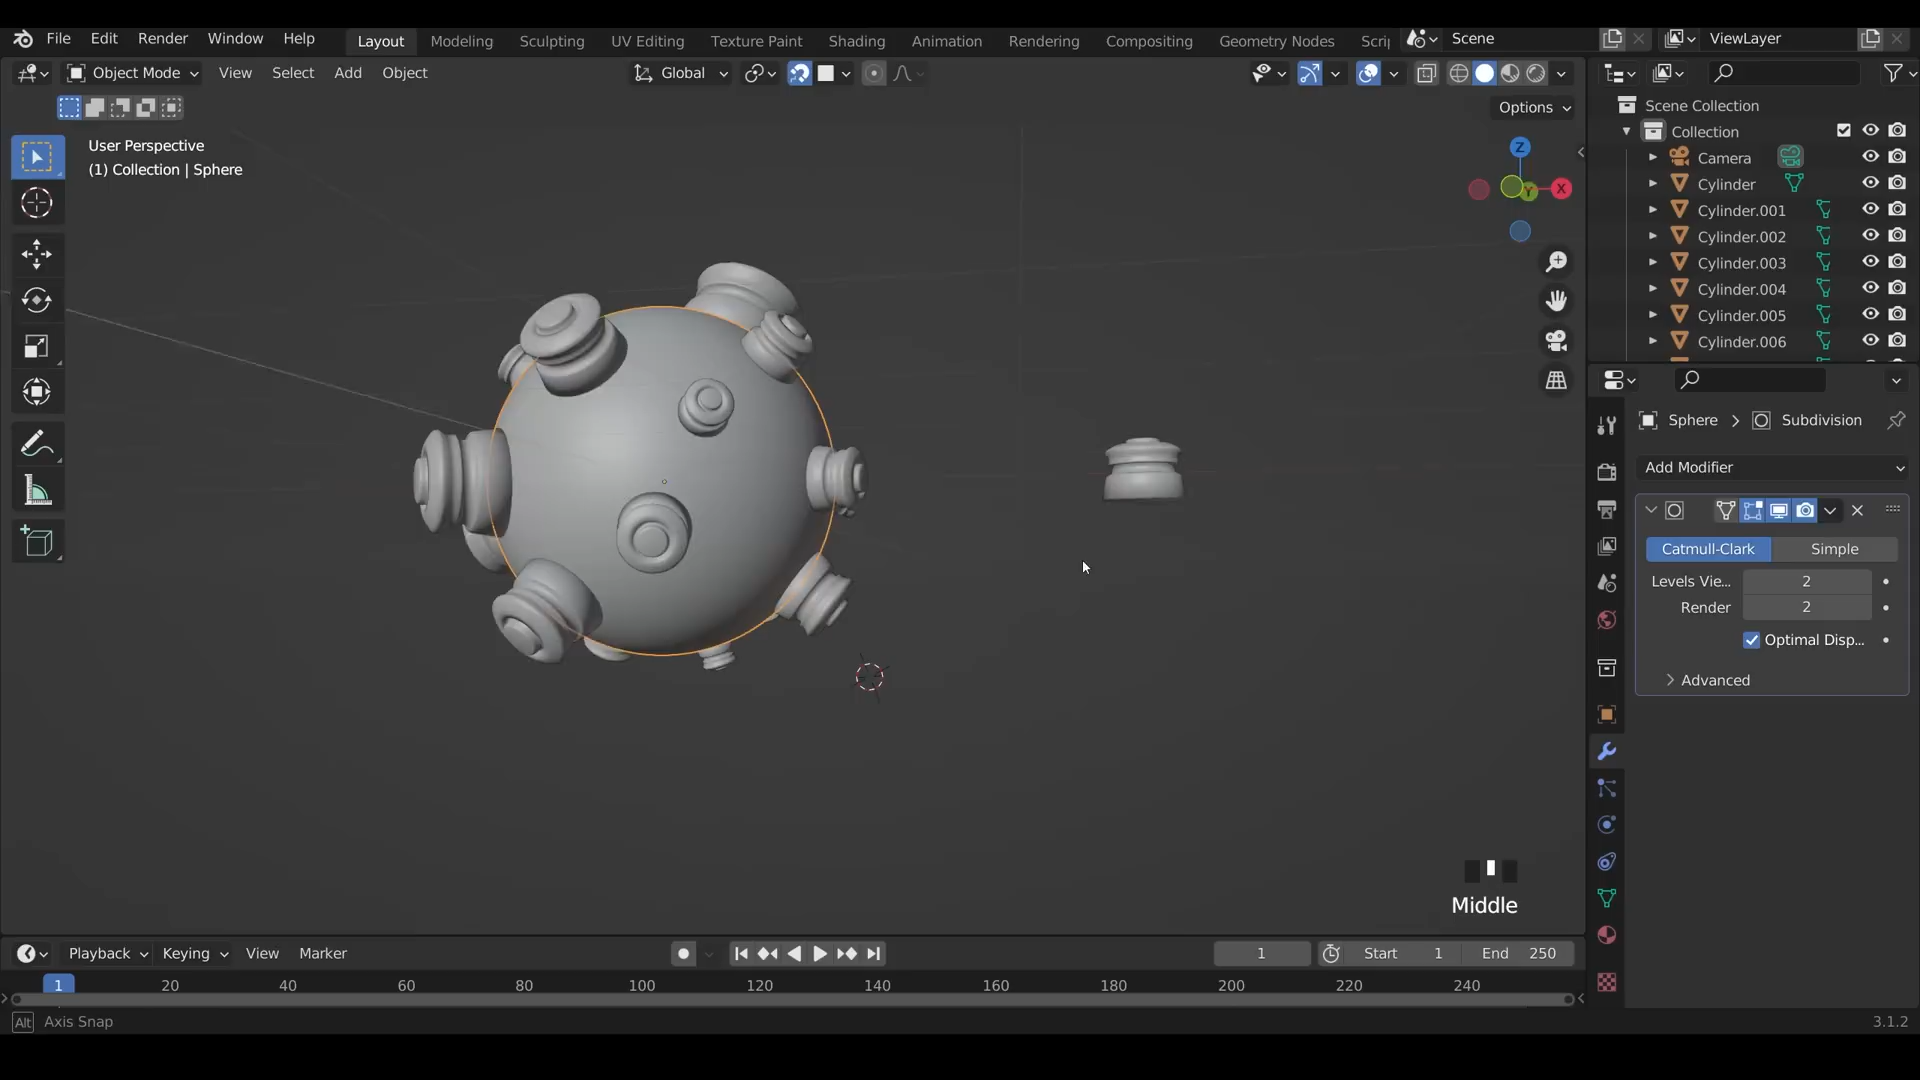 File Edit Render Window Help Layout Modeling Sculpting UV Editing Texture Paint Shading Animation Rendering Compositing Geometry Nodes Scrip Scene ViewLayer
Object Mode View Select Add Object Global
Options
User Perspective
(1) Collection | Sphere
Z
X
Y
Scene Collection
Collection
Camera
Cylinder
Cylinder.001
Cylinder.002
Cylinder.003
Cylinder.004
Cylinder.005
Cylinder.006
Sphere > Subdivision
Add Modifier
Catmull-Clark Simple
Levels Vie... 2
Render 2
Optimal Disp...
Advanced
Middle
Playback Keying View Marker 1 Start 1 End 250
1 20 40 60 80 100 120 140 160 180 200 220 240
Alt Axis Snap 3.1.2